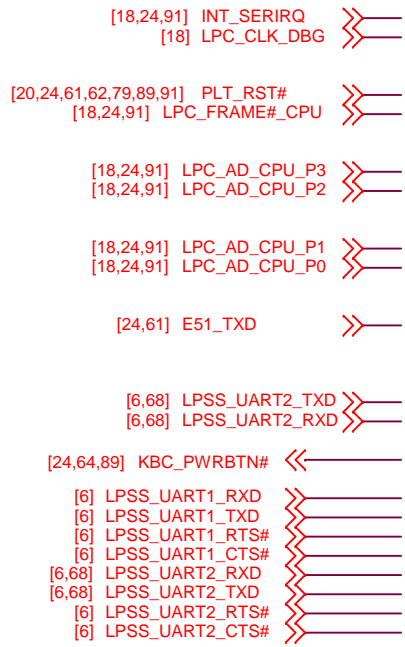 [18,24,91] INT_SERIRQ
[18] LPC_CLK_DBG
[20,24,61,62,79,89,91] PLT_RST#
[18,24,91] LPC_FRAME#_CPU
[18,24,91] LPC_AD_CPU_P3
[18,24,91] LPC_AD_CPU_P2
[18,24,91] LPC_AD_CPU_P1
[18,24,91] LPC_AD_CPU_P0
[24,61] E51_TXD
[6,68] LPSS_UART2_TXD
[6,68] LPSS_UART2_RXD
[24,64,89] KBC_PWRBTN#
[6] LPSS_UART1_RXD
[6] LPSS_UART1_TXD
[6] LPSS_UART1_RTS#
[6] LPSS_UART1_CTS#
[6,68] LPSS_UART2_RXD
[6,68] LPSS_UART2_TXD
[6] LPSS_UART2_RTS#
[6] LPSS_UART2_CTS#